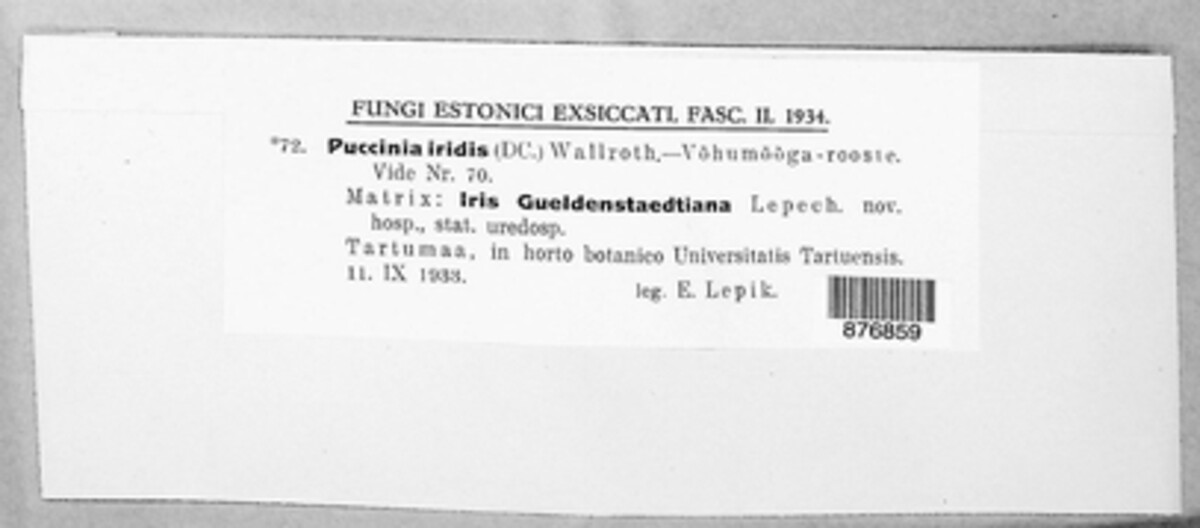 FUNGI ESTONICI EXSICCATI. FASC. II. 1934.
*72. Puccinia iridis (DC.) Wallroth.—Võhumõõga-rooste.
Vide Nr. 70.
Matrix: Iris Gueldenstaedtiana Lepech. nov.
hosp., stat. uredosp.
Tartumaa, in horto botanico Universitatis Tartuensis.
11. IX 1933.
leg. E. Lepik.
876859